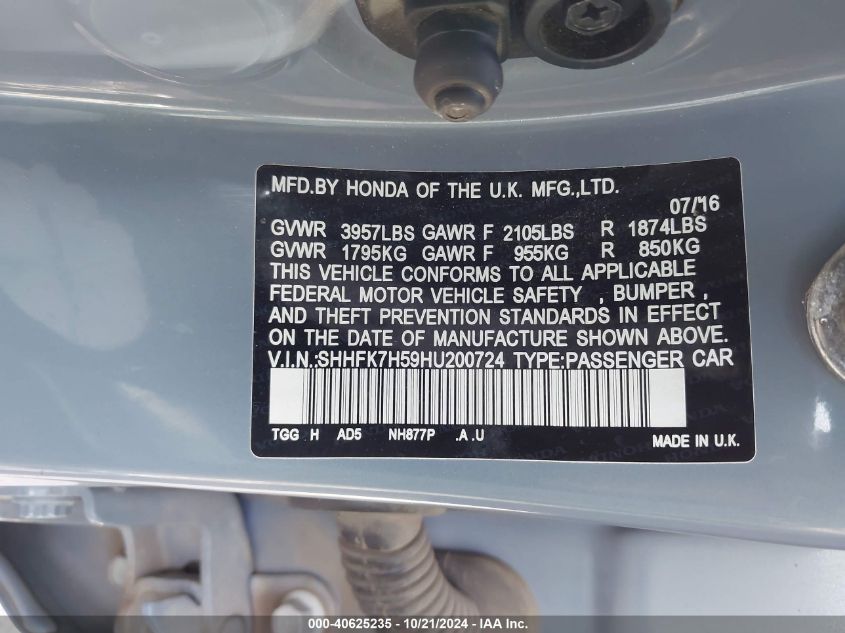 MFD.BY HONDA OF THE U.K. MFG.,LTD.
07/16
GVWR 3957LBS GAWR F 2105LBS R 1874LBS
GVWR 1795KG GAWR F 955KG R 850KG
THIS VEHICLE CONFORMS TO ALL APPLICABLE
FEDERAL MOTOR VEHICLE SAFETY , BUMPER ,
AND THEFT PREVENTION STANDARDS IN EFFECT
ON THE DATE OF MANUFACTURE SHOWN ABOVE.
V.I.N.:SHHFK7H59HU200724 TYPE:PASSENGER CAR
TGG H AD5 NH877P .A .U
MADE IN U.K.
000-40625235 - 10/21/2024 - IAA Inc.